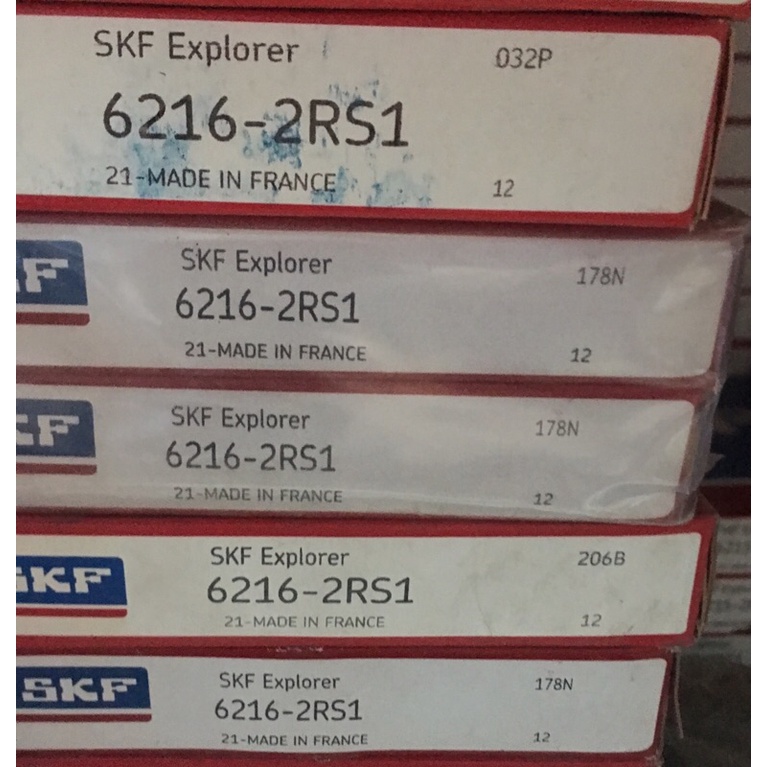 SKF Explorer 032P
6216-2RS1
21-MADE IN FRANCE 12
SKF Explorer 178N
6216-2RS1
21-MADE IN FRANCE 12
SKF Explorer 178N
6216-2RS1
21-MADE IN FRANCE 12
SKF
SKF Explorer 206B
6216-2RS1
21-MADE IN FRANCE 12
SKF
SKF Explorer 178N
6216-2RS1
21-MADE IN FRANCE 12